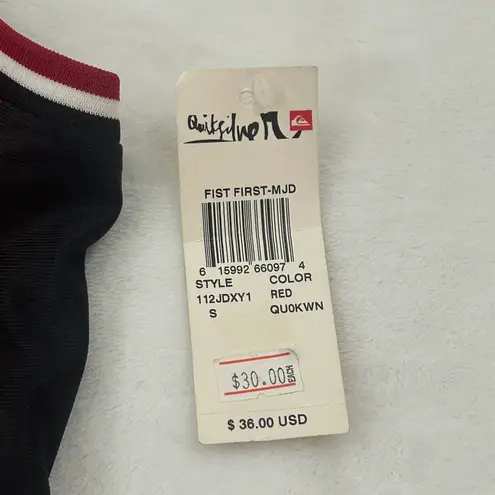 Quiksilver
FIST FIRST-MJD
6 15992 66097 4
STYLE COLOR
112JDXY1 RED
S QU0KWN
$30.00 EACH
$ 36.00 USD